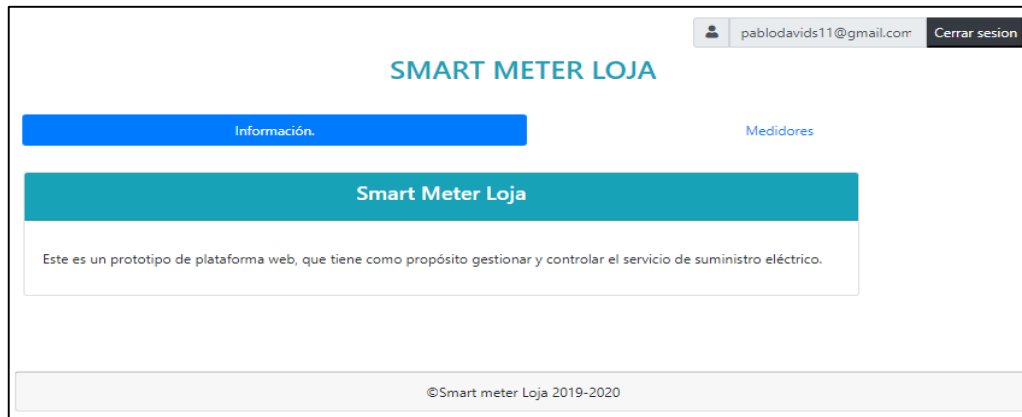 pablodavids11@gmail.com Cerrar sesion
SMART METER LOJA
Información. Medidores
Smart Meter Loja
Este es un prototipo de plataforma web, que tiene como propósito gestionar y controlar el servicio de suministro eléctrico.
©Smart meter Loja 2019-2020